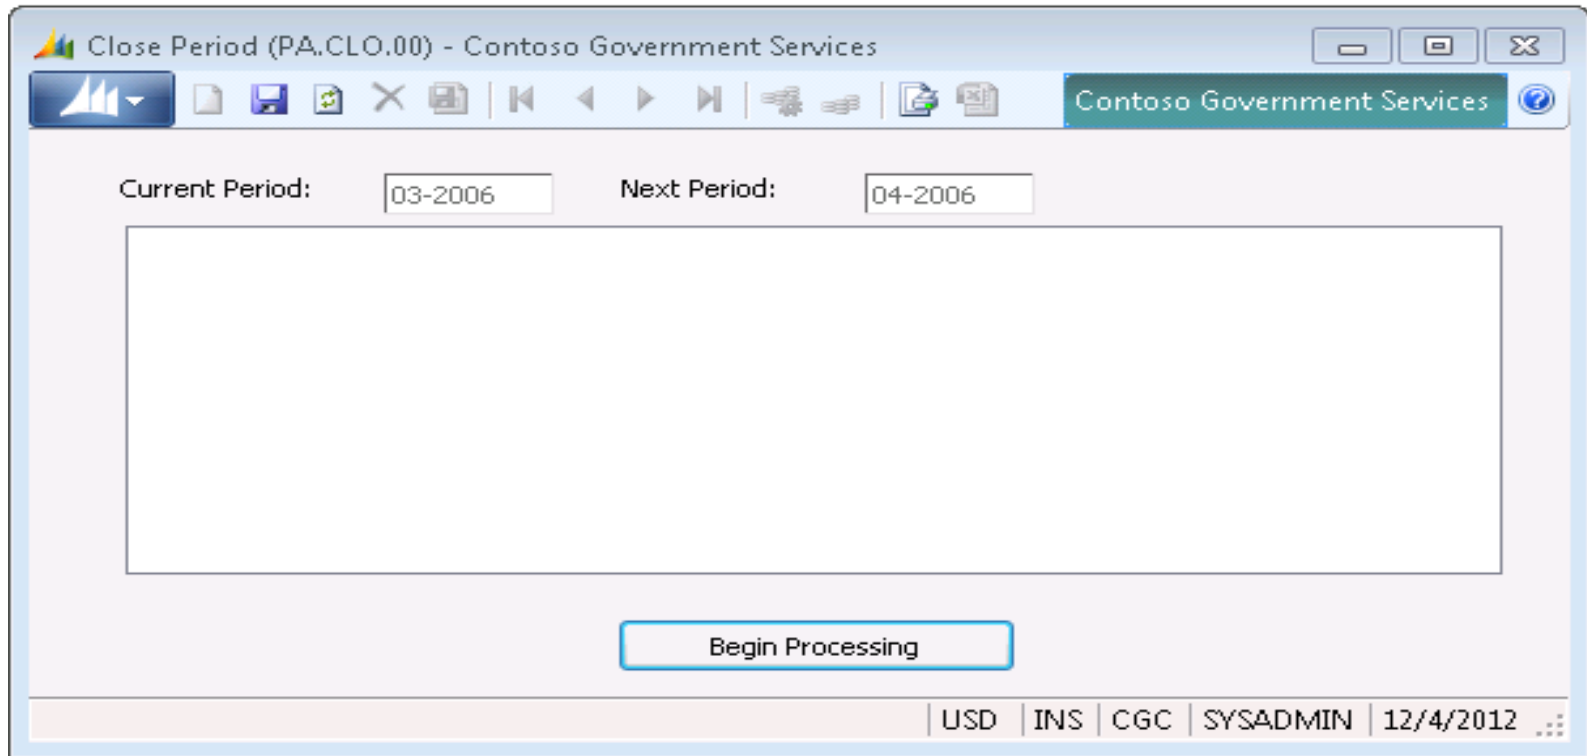 Close Period (PA.CLO.00) - Contoso Government Services
Contoso Government Services
Current Period: 03-2006 Next Period: 04-2006
Begin Processing
USD INS CGC SYSADMIN 12/4/2012